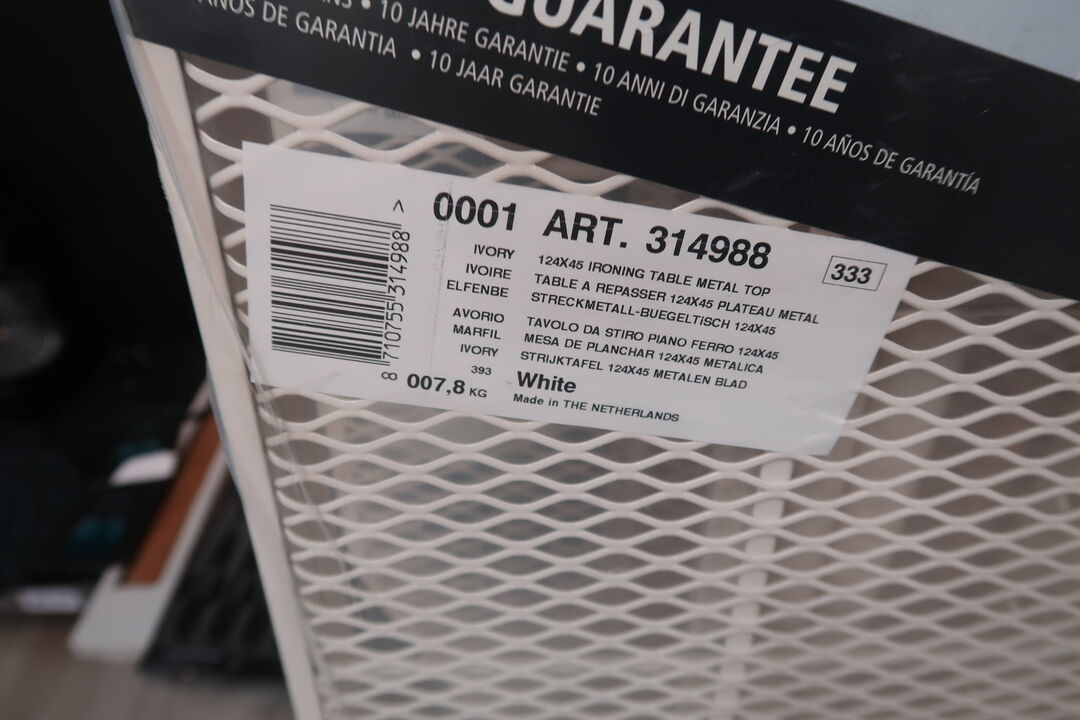 GUARANTEE
• 10 JAHRE GARANTIE • 10 ANNI DI GARANZIA • 10 AÑOS DE GARANTÍA
DE GARANTIA • 10 JAAR GARANTIE
0001 ART. 314988
333
IVORY 124X45 IRONING TABLE METAL TOP
IVOIRE TABLE A REPASSER 124X45 PLATEAU METAL
ELFENBE STRECKMETALL-BUEGELTISCH 124X45
AVORIO TAVOLO DA STIRO PIANO FERRO 124X45
MARFIL MESA DE PLANCHAR 124X45 METALICA
IVORY STRIJKTAFEL 124X45 METALEN BLAD
393 White
007,8 KG Made in THE NETHERLANDS
8 710755 314988 >